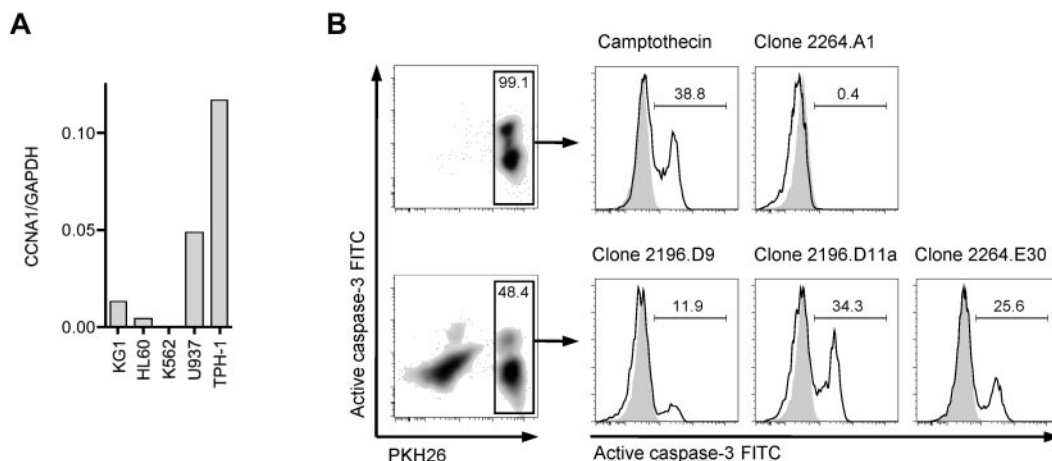 A
CCNA1/GAPDH
0.10
0.05
0.00
KG1
HL60
K562
U937
TPH-1
B
Active caspase-3 FITC
PKH26
99.1
48.4
Camptothecin
38.8
Clone 2264.A1
0.4
Clone 2196.D9
11.9
Clone 2196.D11a
34.3
Clone 2264.E30
25.6
Active caspase-3 FITC